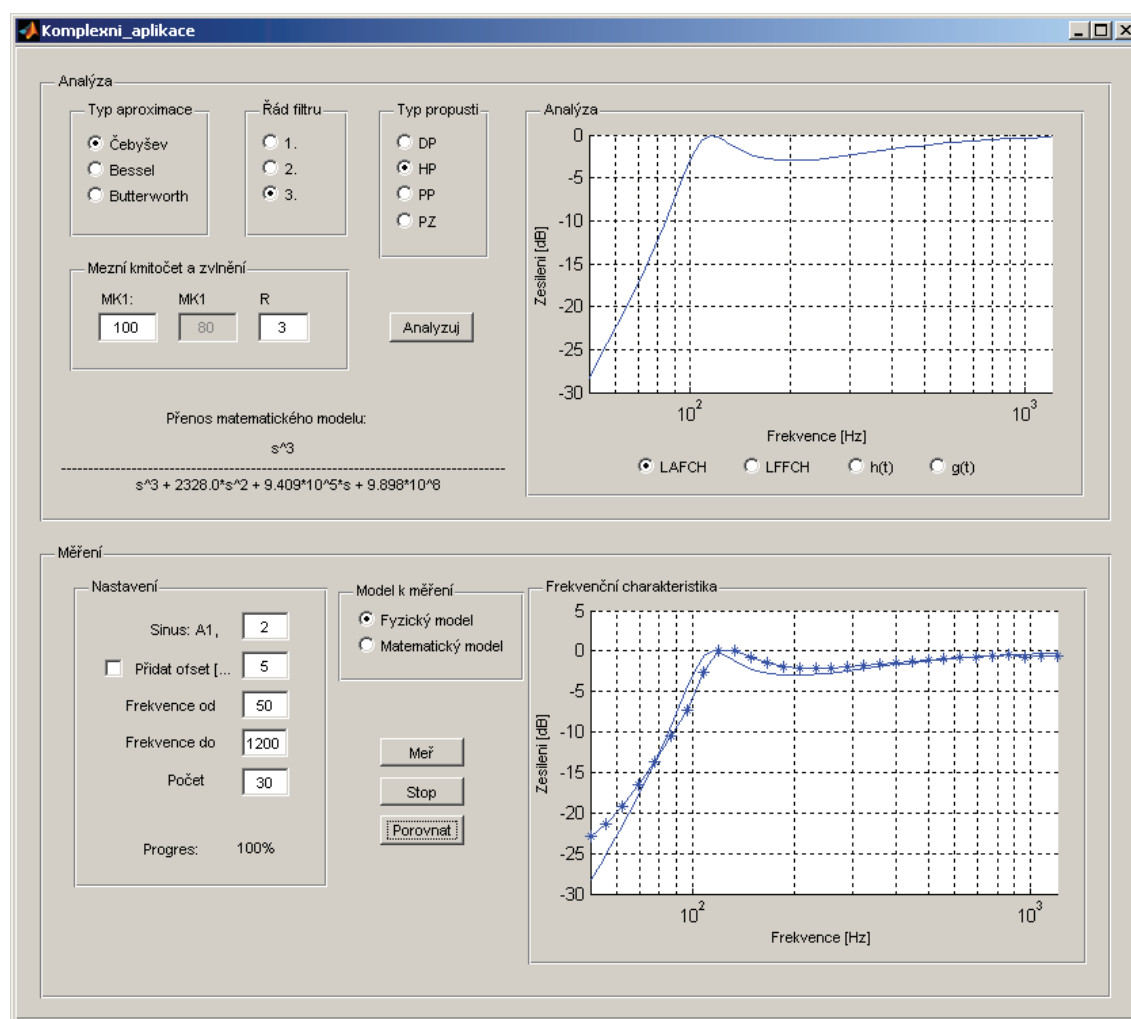 Komplexni_aplikace
Analýza
Typ aproximace
Čebyšev
Bessel
Butterworth
Řád filtru
1.
2.
3.
Typ propusti
DP
HP
PP
PZ
Mezní kmitočet a zvlnění
MK1: MK1 R
100 80 3
Analyzuj
Přenos matematického modelu:
s^3
--------------------------------------------------
s^3 + 2328.0*s^2 + 9.409*10^5*s + 9.898*10^8
Analýza
0
-5
-10
-15
-20
-25
-30
Zesileni [dB]
10^2 10^3
Frekvence [Hz]
LAFCH LFFCH h(t) g(t)
Měření
Nastavení
Sinus: A1, 2
Přidat ofset [... 5
Frekvence od 50
Frekvence do 1200
Počet 30
Progres: 100%
Model k měření
Fyzický model
Matematický model
Meř
Stop
Porovnat
Frekvenční charakteristika
5
0
-5
-10
-15
-20
-25
-30
Zesileni [dB]
10^2 10^3
Frekvence [Hz]